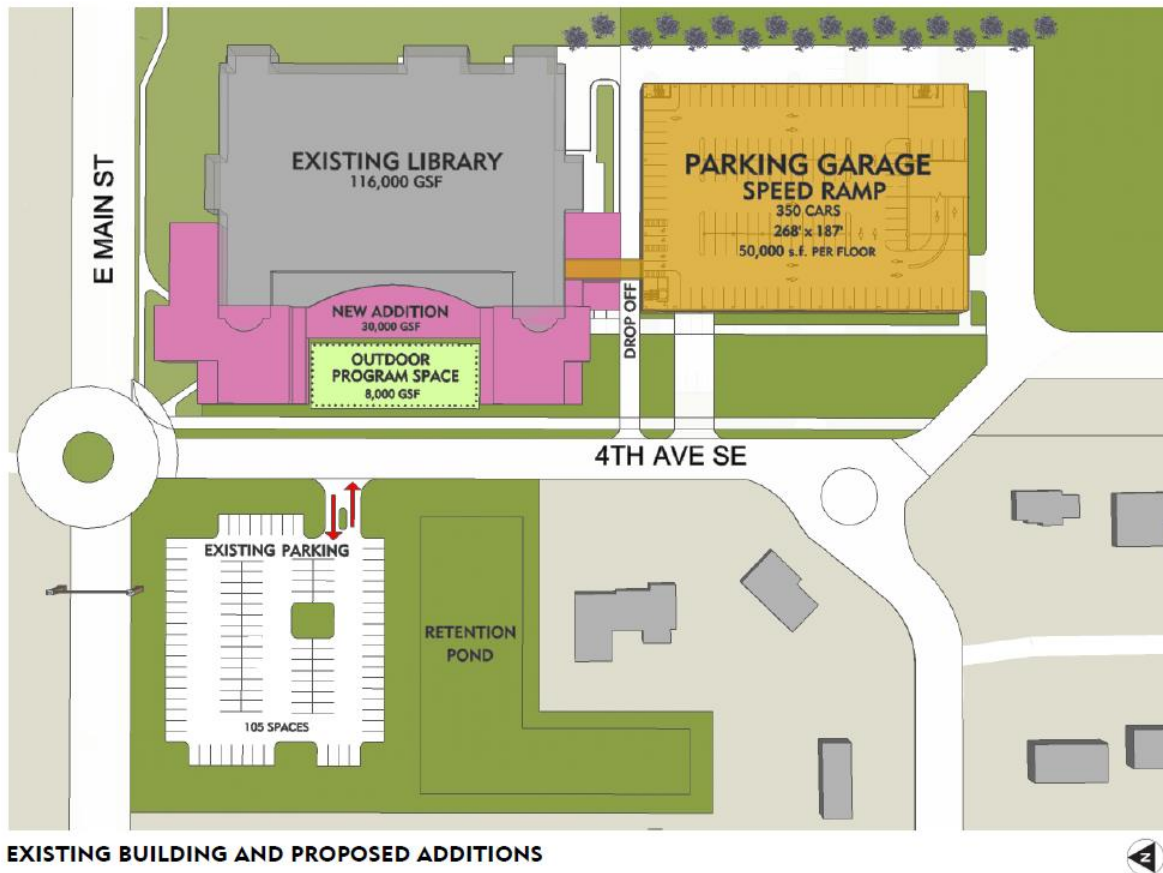 EXISTING LIBRARY
116,000 GSF
PARKING GARAGE
SPEED RAMP
350 CARS
268' x 187'
50,000 s.f. PER FLOOR
E MAIN ST
NEW ADDITION
30,000 GSF
OUTDOOR
PROGRAM SPACE
8,000 GSF
DROP OFF
4TH AVE SE
EXISTING PARKING
105 SPACES
RETENTION
POND
EXISTING BUILDING AND PROPOSED ADDITIONS
N